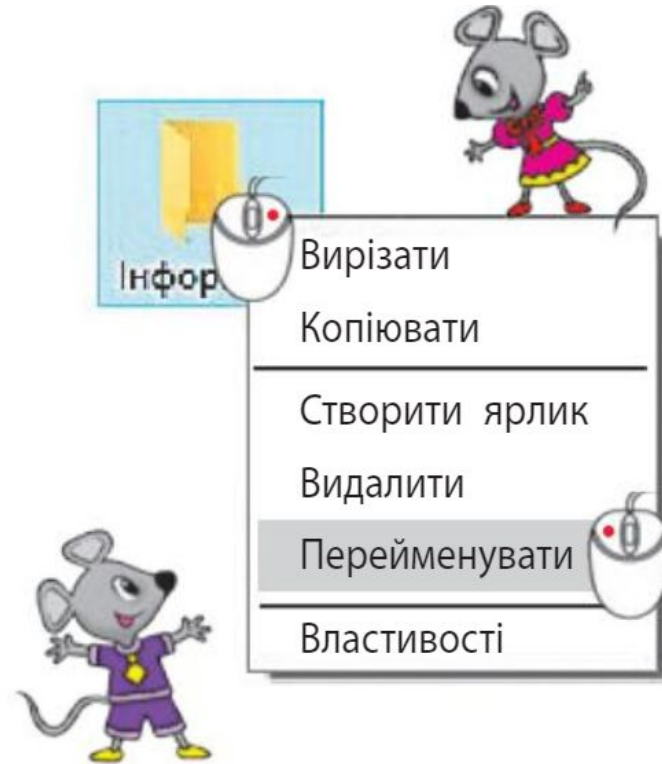 Інфор
Вирізати
Копіювати
Створити ярлик
Видалити
Перейменувати
Властивості